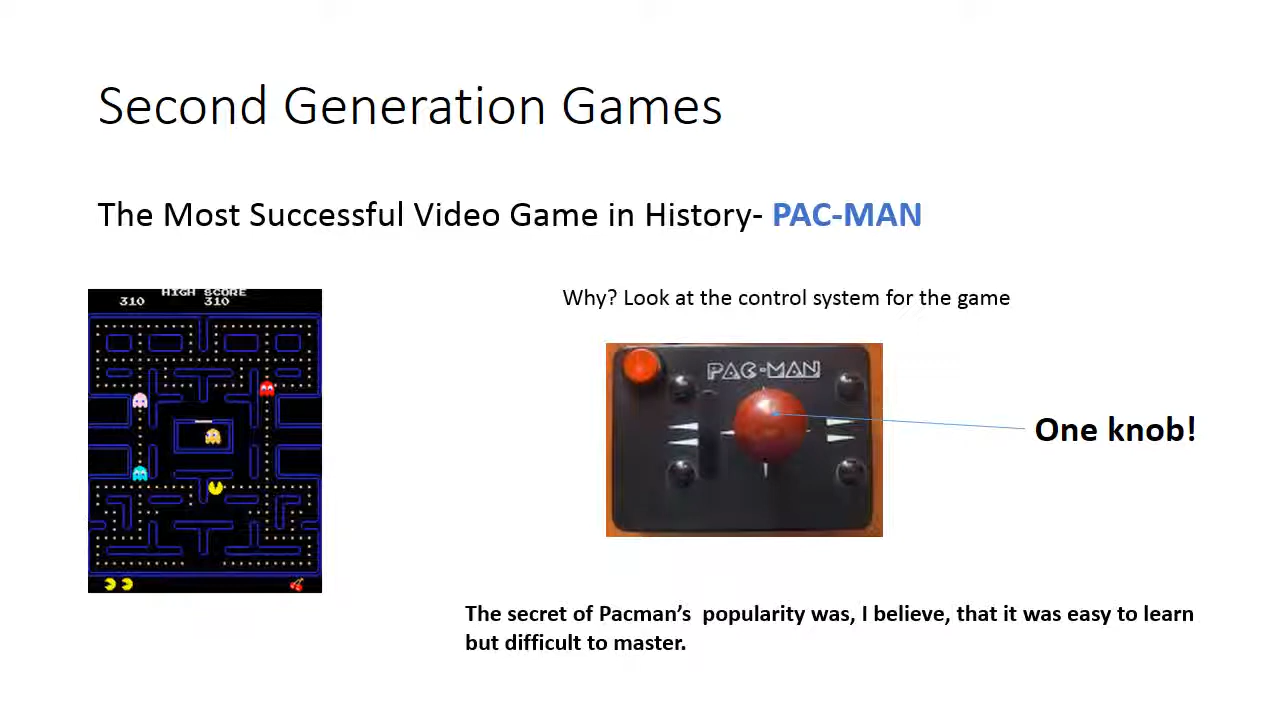 Second Generation Games
The Most Successful Video Game in History- PAC-MAN
HIGH SCORE
310 310
Why? Look at the control system for the game
PAC-MAN
One knob!
The secret of Pacman’s  popularity was, I believe, that it was easy to learn
but difficult to master.